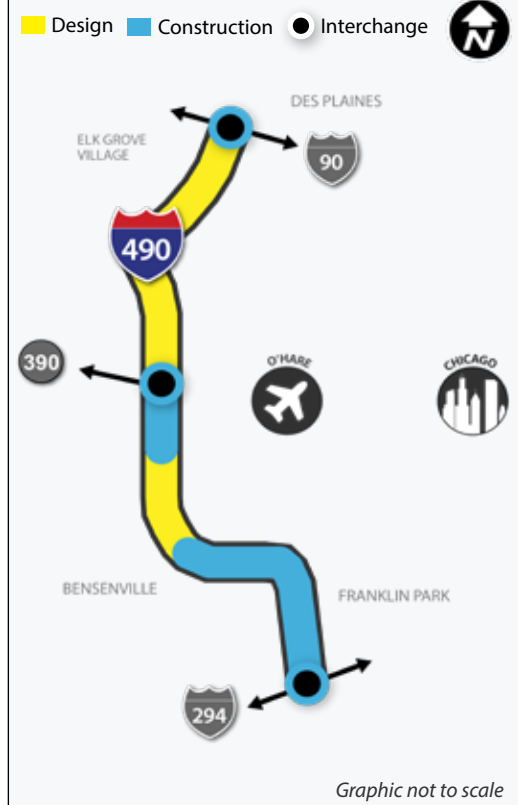 Design Construction Interchange
N
DES PLAINES
ELK GROVE
VILLAGE
90
490
390
O'HARE
CHICAGO
BENSENVILLE
FRANKLIN PARK
294
Graphic not to scale